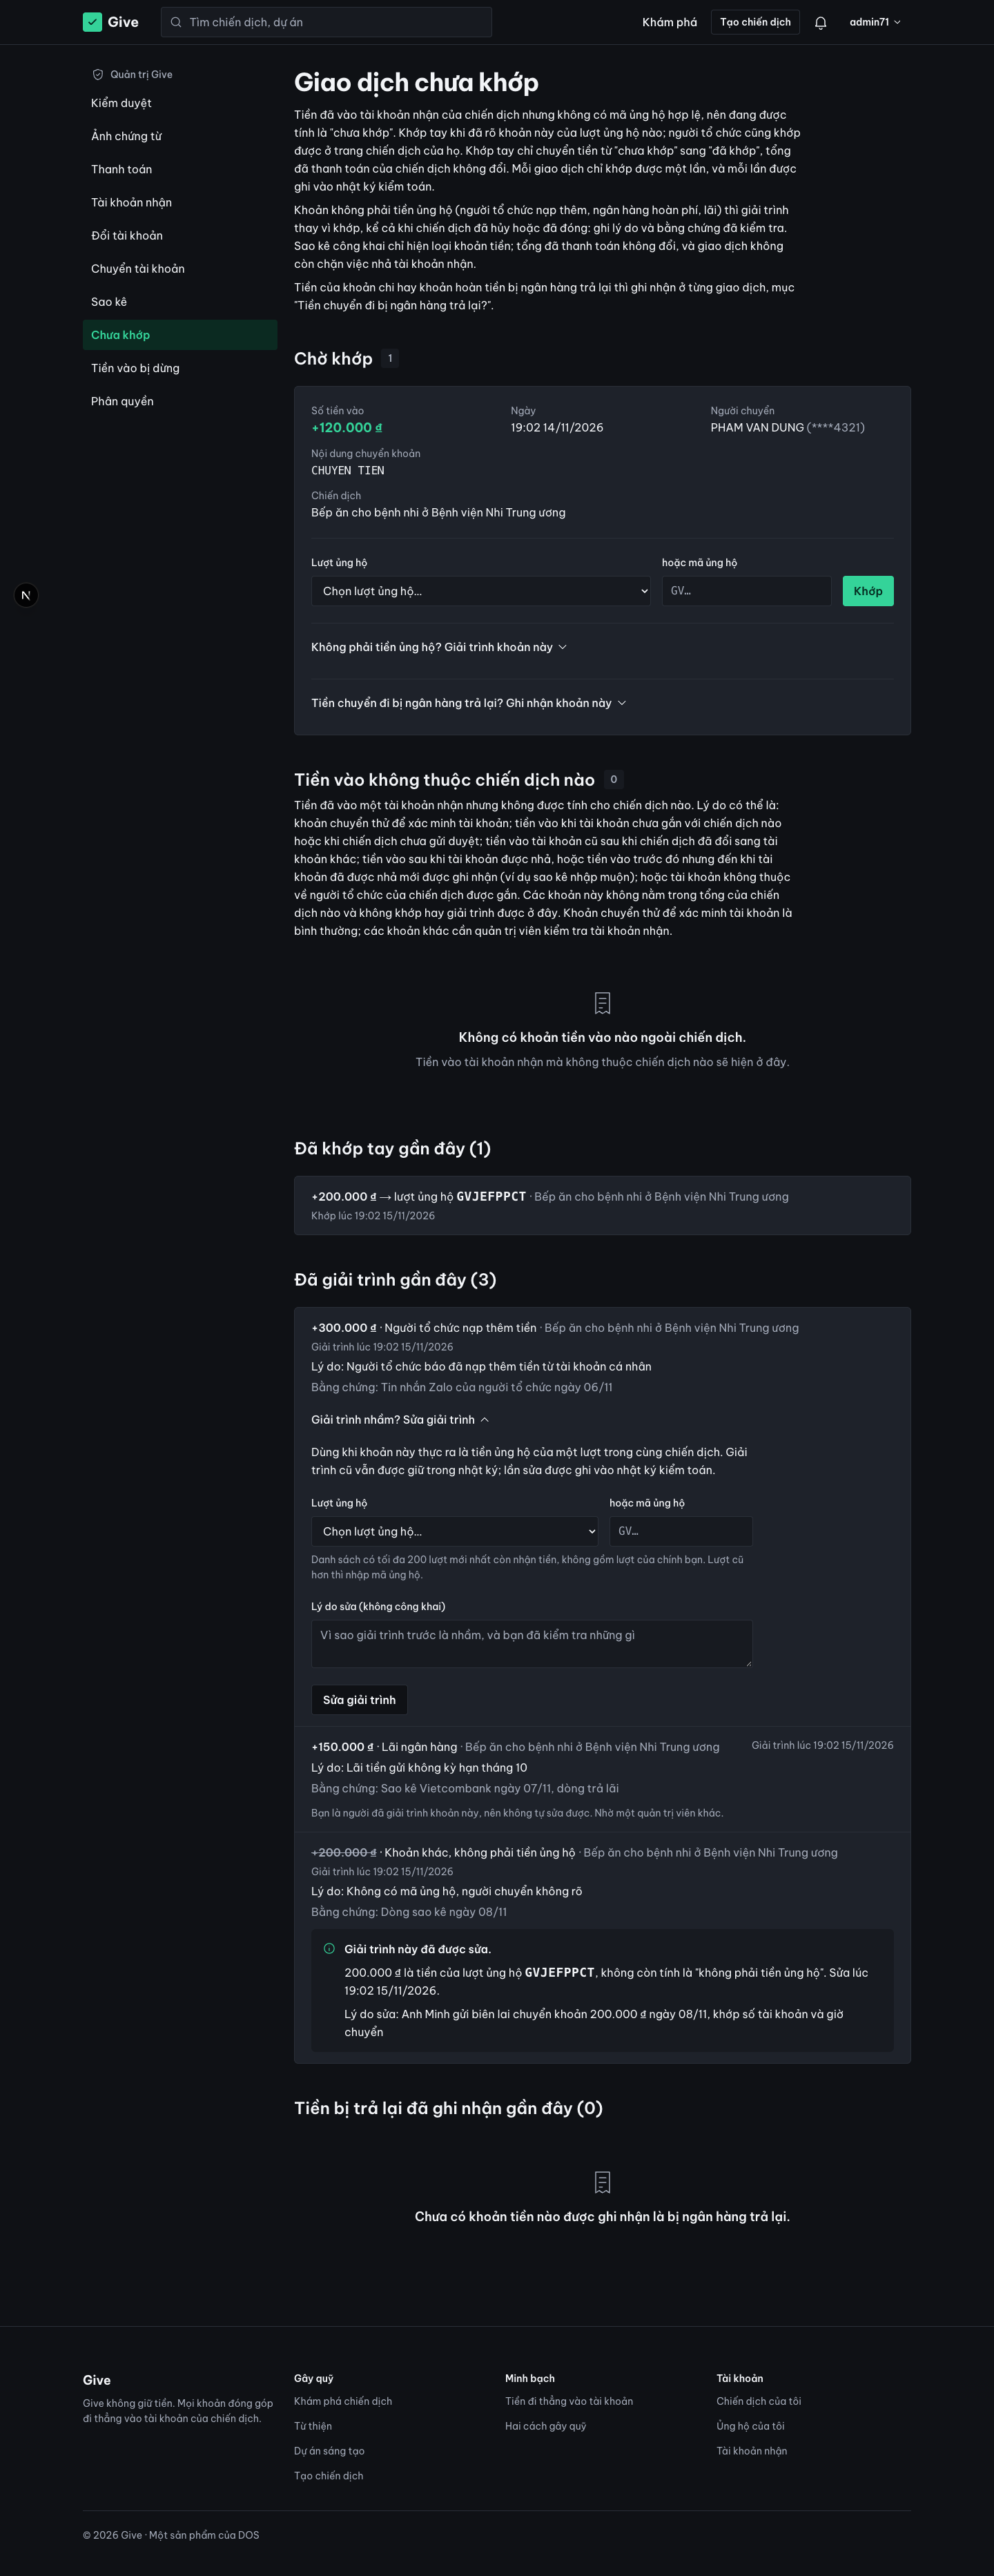 Give
Tìm chiến dịch, dự án
Khám phá
Tạo chiến dịch
admin71
Quản trị Give
Kiểm duyệt
Ảnh chứng từ
Thanh toán
Tài khoản nhận
Đổi tài khoản
Chuyển tài khoản
Sao kê
Chưa khớp
Tiền vào bị dừng
Phân quyền
Giao dịch chưa khớp
Tiền đã vào tài khoản nhận của chiến dịch nhưng không có mã ủng hộ hợp lệ, nên đang được
tính là "chưa khớp". Khớp tay khi đã rõ khoản này của lượt ủng hộ nào; người tổ chức cũng khớp
được ở trang chiến dịch của họ. Khớp tay chỉ chuyển tiền từ "chưa khớp" sang "đã khớp", tổng
đã thanh toán của chiến dịch không đổi. Mỗi giao dịch chỉ khớp được một lần, và mỗi lần được
ghi vào nhật ký kiểm toán.
Khoản không phải tiền ủng hộ (người tổ chức nạp thêm, ngân hàng hoàn phí, lãi) thì giải trình
thay vì khớp, kể cả khi chiến dịch đã hủy hoặc đã đóng: ghi lý do và bằng chứng đã kiểm tra.
Sao kê công khai chỉ hiện loại khoản tiền; tổng đã thanh toán không đổi, và giao dịch không
còn chặn việc nhả tài khoản nhận.
Tiền của khoản chi hay khoản hoàn tiền bị ngân hàng trả lại thì ghi nhận ở từng giao dịch, mục
"Tiền chuyển đi bị ngân hàng trả lại?".
Chờ khớp 1
Số tiền vào
+120.000 ₫
Ngày
19:02 14/11/2026
Người chuyển
PHAM VAN DUNG (****4321)
Nội dung chuyển khoản
CHUYEN TIEN
Chiến dịch
Bếp ăn cho bệnh nhi ở Bệnh viện Nhi Trung ương
Lượt ủng hộ
Chọn lượt ủng hộ…
hoặc mã ủng hộ
GV…
Khớp
Không phải tiền ủng hộ? Giải trình khoản này
Tiền chuyển đi bị ngân hàng trả lại? Ghi nhận khoản này
Tiền vào không thuộc chiến dịch nào 0
Tiền đã vào một tài khoản nhận nhưng không được tính cho chiến dịch nào. Lý do có thể là:
khoản chuyển thử để xác minh tài khoản; tiền vào khi tài khoản chưa gắn với chiến dịch nào
hoặc khi chiến dịch chưa gửi duyệt; tiền vào tài khoản cũ sau khi chiến dịch đã đổi sang tài
khoản khác; tiền vào sau khi tài khoản được nhả, hoặc tiền vào trước đó nhưng đến khi tài
khoản đã được nhả mới được ghi nhận (ví dụ sao kê nhập muộn); hoặc tài khoản không thuộc
về người tổ chức của chiến dịch được gắn. Các khoản này không nằm trong tổng của chiến
dịch nào và không khớp hay giải trình được ở đây. Khoản chuyển thử để xác minh tài khoản là
bình thường; các khoản khác cần quản trị viên kiểm tra tài khoản nhận.
Không có khoản tiền vào nào ngoài chiến dịch.
Tiền vào tài khoản nhận mà không thuộc chiến dịch nào sẽ hiện ở đây.
Đã khớp tay gần đây (1)
+200.000 ₫ → lượt ủng hộ GVJEFPPCT · Bếp ăn cho bệnh nhi ở Bệnh viện Nhi Trung ương
Khớp lúc 19:02 15/11/2026
Đã giải trình gần đây (3)
+300.000 ₫ · Người tổ chức nạp thêm tiền · Bếp ăn cho bệnh nhi ở Bệnh viện Nhi Trung ương
Giải trình lúc 19:02 15/11/2026
Lý do: Người tổ chức báo đã nạp thêm tiền từ tài khoản cá nhân
Bằng chứng: Tin nhắn Zalo của người tổ chức ngày 06/11
Giải trình nhầm? Sửa giải trình
Dùng khi khoản này thực ra là tiền ủng hộ của một lượt trong cùng chiến dịch. Giải
trình cũ vẫn được giữ trong nhật ký; lần sửa được ghi vào nhật ký kiểm toán.
Lượt ủng hộ
Chọn lượt ủng hộ…
hoặc mã ủng hộ
GV…
Danh sách có tối đa 200 lượt mới nhất còn nhận tiền, không gồm lượt của chính bạn. Lượt cũ
hơn thì nhập mã ủng hộ.
Lý do sửa (không công khai)
Vì sao giải trình trước là nhầm, và bạn đã kiểm tra những gì
Sửa giải trình
+150.000 ₫ · Lãi ngân hàng · Bếp ăn cho bệnh nhi ở Bệnh viện Nhi Trung ương
Giải trình lúc 19:02 15/11/2026
Lý do: Lãi tiền gửi không kỳ hạn tháng 10
Bằng chứng: Sao kê Vietcombank ngày 07/11, dòng trả lãi
Bạn là người đã giải trình khoản này, nên không tự sửa được. Nhờ một quản trị viên khác.
+200.000 ₫ · Khoản khác, không phải tiền ủng hộ · Bếp ăn cho bệnh nhi ở Bệnh viện Nhi Trung ương
Giải trình lúc 19:02 15/11/2026
Lý do: Không có mã ủng hộ, người chuyển không rõ
Bằng chứng: Dòng sao kê ngày 08/11
Giải trình này đã được sửa.
200.000 ₫ là tiền của lượt ủng hộ GVJEFPPCT, không còn tính là "không phải tiền ủng hộ". Sửa lúc
19:02 15/11/2026.
Lý do sửa: Anh Minh gửi biên lai chuyển khoản 200.000 ₫ ngày 08/11, khớp số tài khoản và giờ
chuyển
Tiền bị trả lại đã ghi nhận gần đây (0)
Chưa có khoản tiền nào được ghi nhận là bị ngân hàng trả lại.
Give
Give không giữ tiền. Mọi khoản đóng góp
đi thẳng vào tài khoản của chiến dịch.
Gây quỹ
Khám phá chiến dịch
Từ thiện
Dự án sáng tạo
Tạo chiến dịch
Minh bạch
Tiền đi thẳng vào tài khoản
Hai cách gây quỹ
Tài khoản
Chiến dịch của tôi
Ủng hộ của tôi
Tài khoản nhận
© 2026 Give · Một sản phẩm của DOS